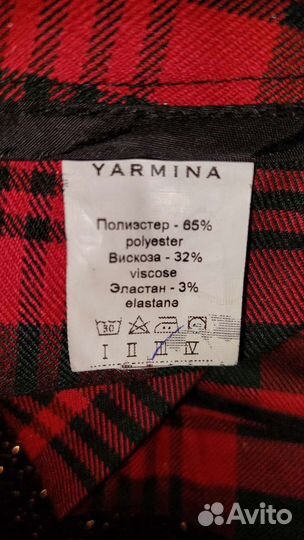 YARMINA
Полиэстер - 65%
polyester
Вискоза - 32%
viscose
Эластан - 3%
elastane
30
I II III IV
Avito